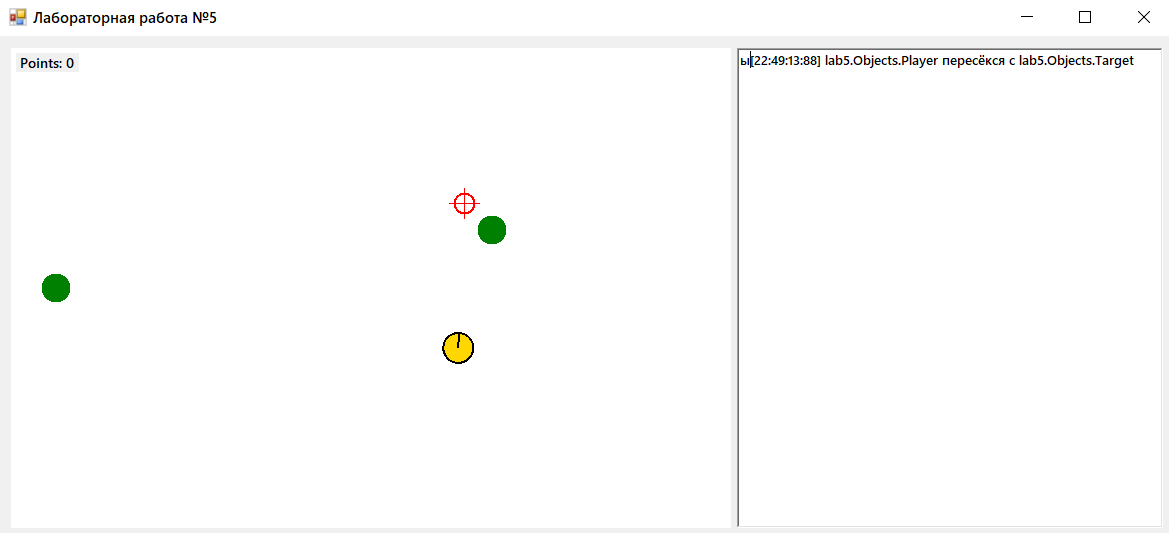 Лабораторная работа №5
Points: 0
ы[22:49:13:88] lab5.Objects.Player пересёкся с lab5.Objects.Target